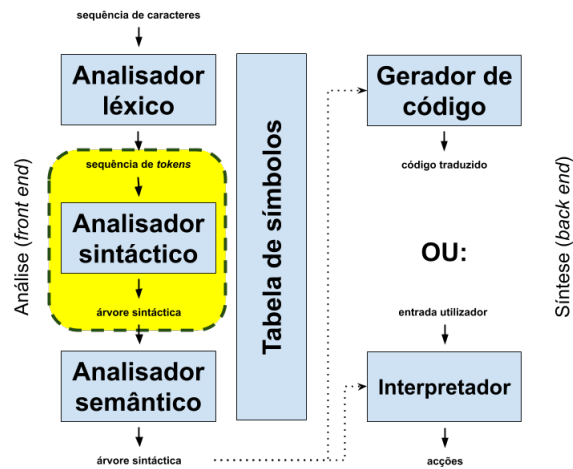 sequência de caracteres
Analisador
léxico
sequência de tokens
Analisador
sintáctico
árvore sintáctica
Analisador
semântico
árvore sintáctica
Análise (front end)
Tabela de símbolos
Gerador de
código
código traduzido
OU:
entrada utilizador
Interpretador
acções
Síntese (back end)